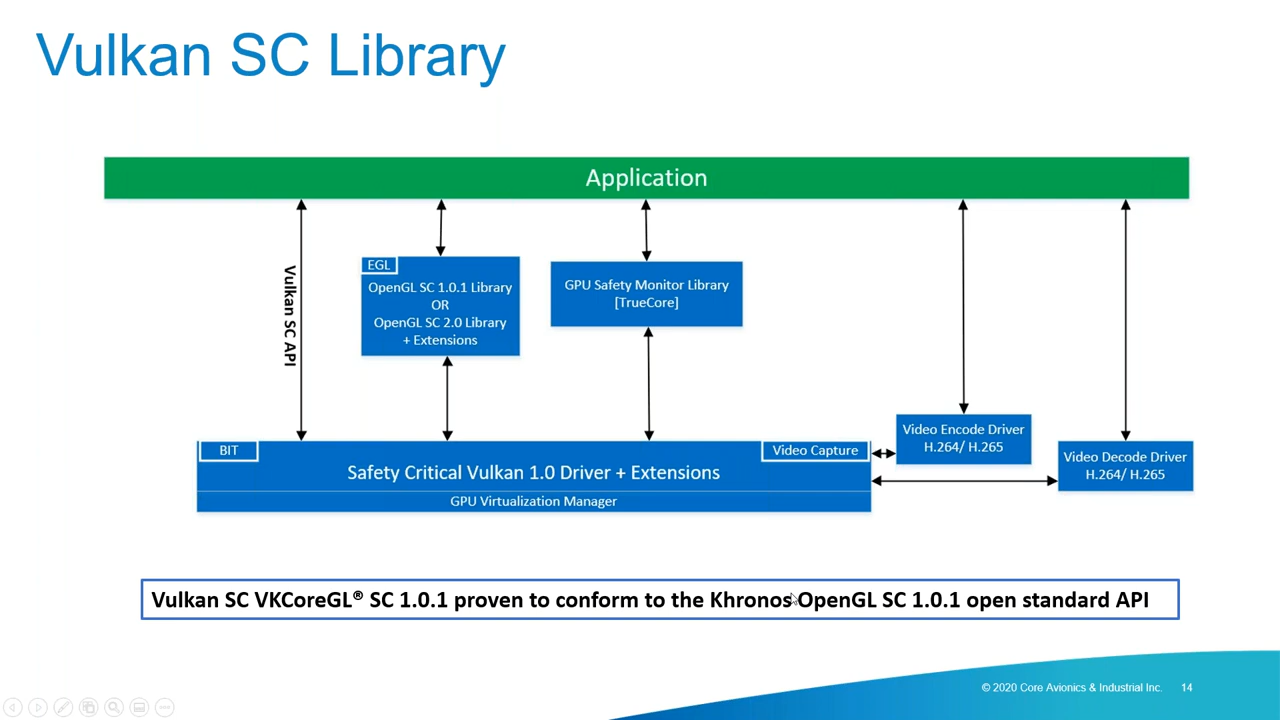 Vulkan SC Library
Application
Vulkan SC API
EGL
OpenGL SC 1.0.1 Library
OR
OpenGL SC 2.0 Library
+ Extensions
GPU Safety Monitor Library
[TrueCore]
BIT
Video Capture
Safety Critical Vulkan 1.0 Driver + Extensions
GPU Virtualization Manager
Video Encode Driver
H.264/ H.265
Video Decode Driver
H.264/ H.265
Vulkan SC VKCoreGL® SC 1.0.1 proven to conform to the Khronos OpenGL SC 1.0.1 open standard API
© 2020 Core Avionics & Industrial Inc. 14